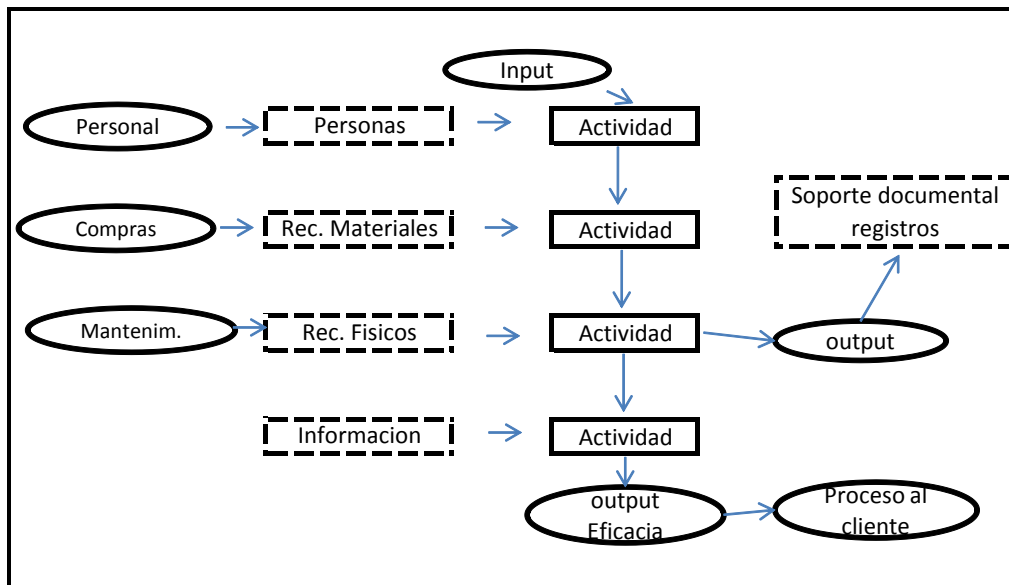 Input
Personal
Personas
Actividad
Soporte documental
registros
Compras
Rec. Materiales
Actividad
Mantenim.
Rec. Fisicos
Actividad
output
Informacion
Actividad
output
Eficacia
Proceso al
cliente